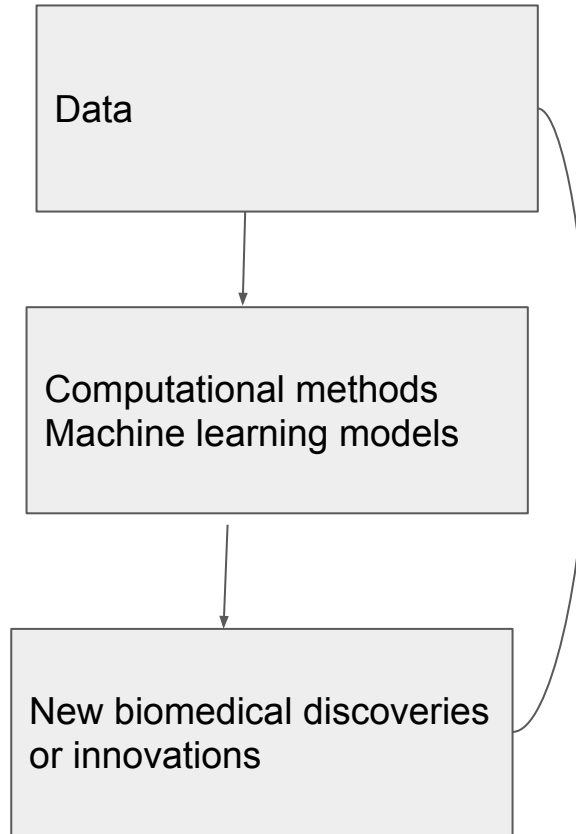 Data
Computational methods
Machine learning models
New biomedical discoveries
or innovations